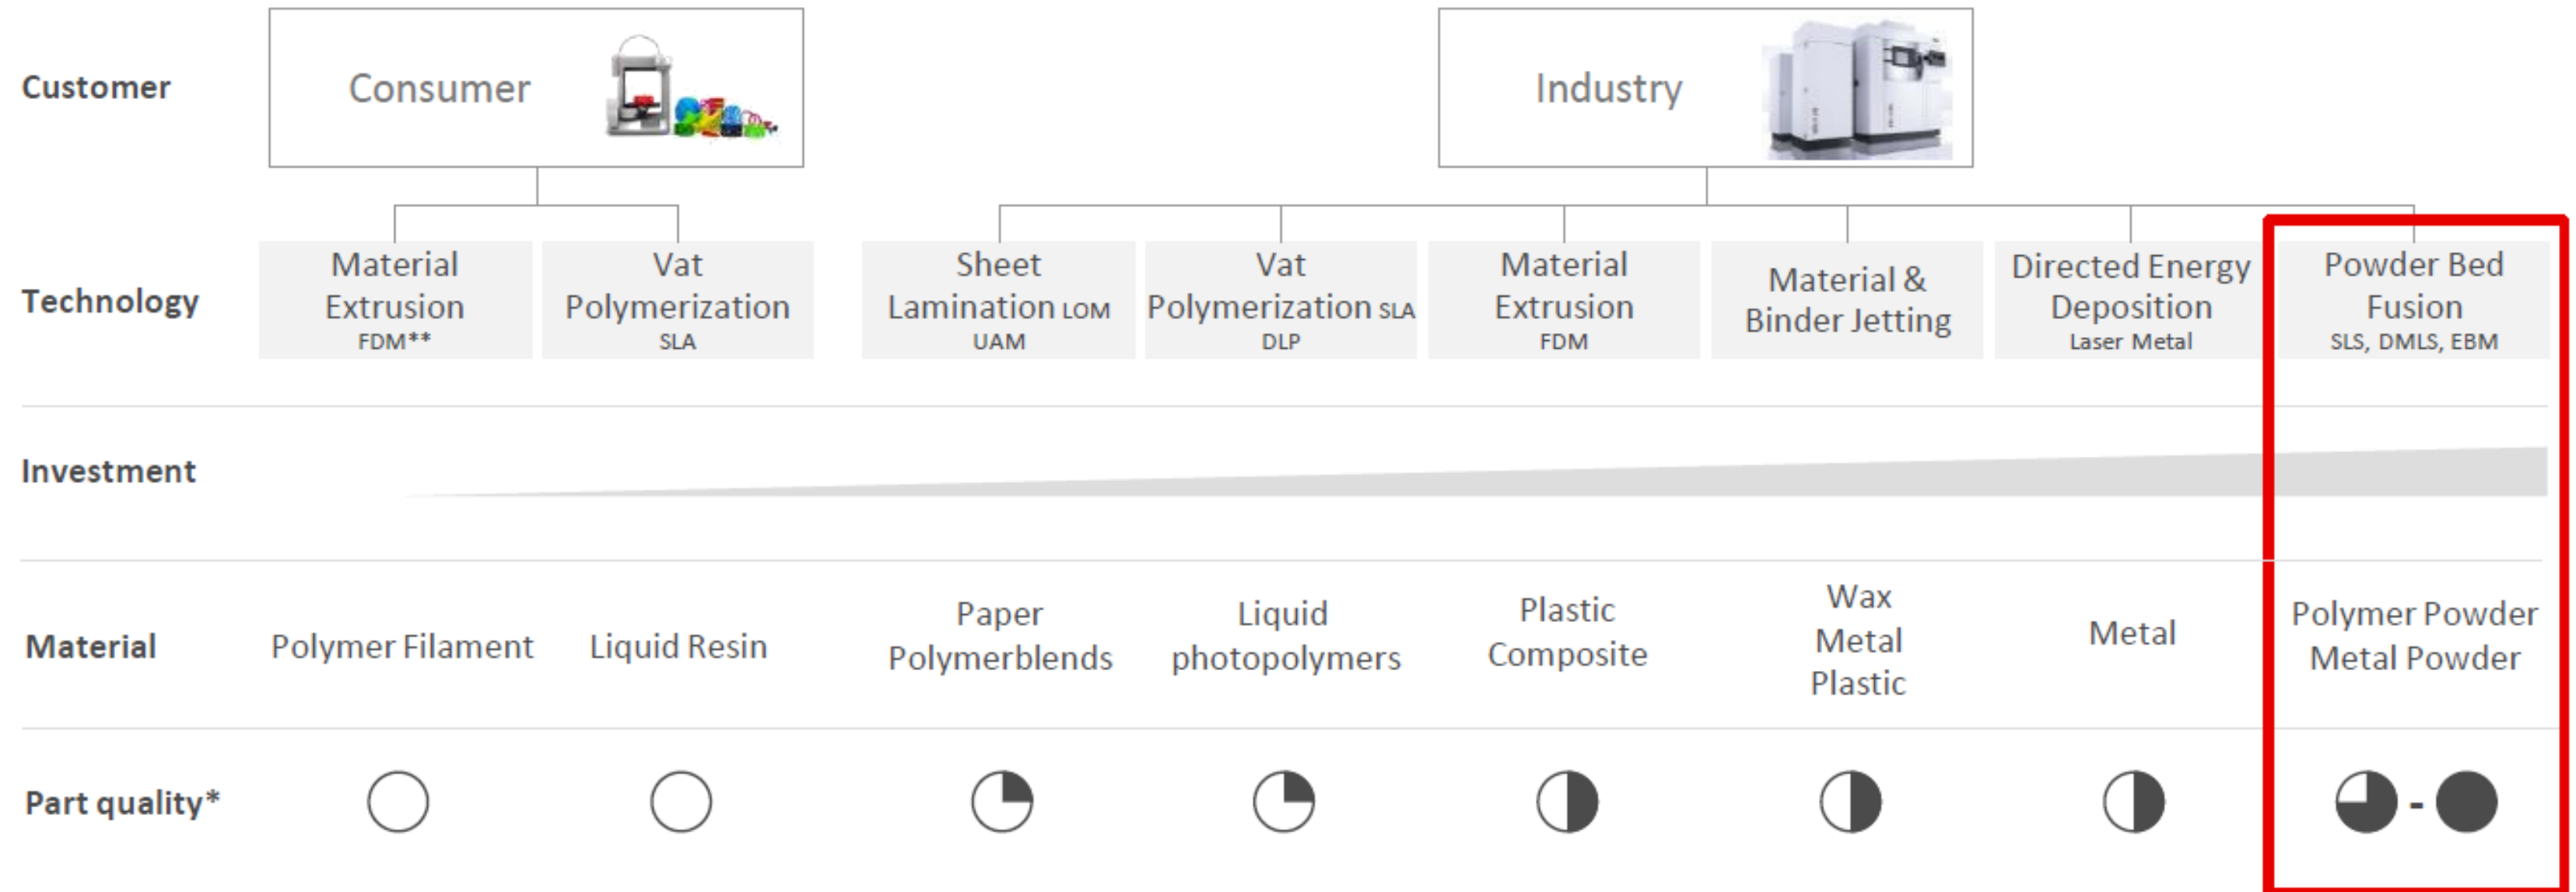 Customer
Consumer
Industry
Technology
Material
Extrusion
FDM**
Vat
Polymerization
SLA
Sheet
Lamination LOM
UAM
Vat
Polymerization SLA
DLP
Material
Extrusion
FDM
Material &
Binder Jetting
Directed Energy
Deposition
Laser Metal
Powder Bed
Fusion
SLS, DMLS, EBM
Investment
Material
Polymer Filament
Liquid Resin
Paper
Polymerblends
Liquid
photopolymers
Plastic
Composite
Wax
Metal
Plastic
Metal
Polymer Powder
Metal Powder
Part quality*
-